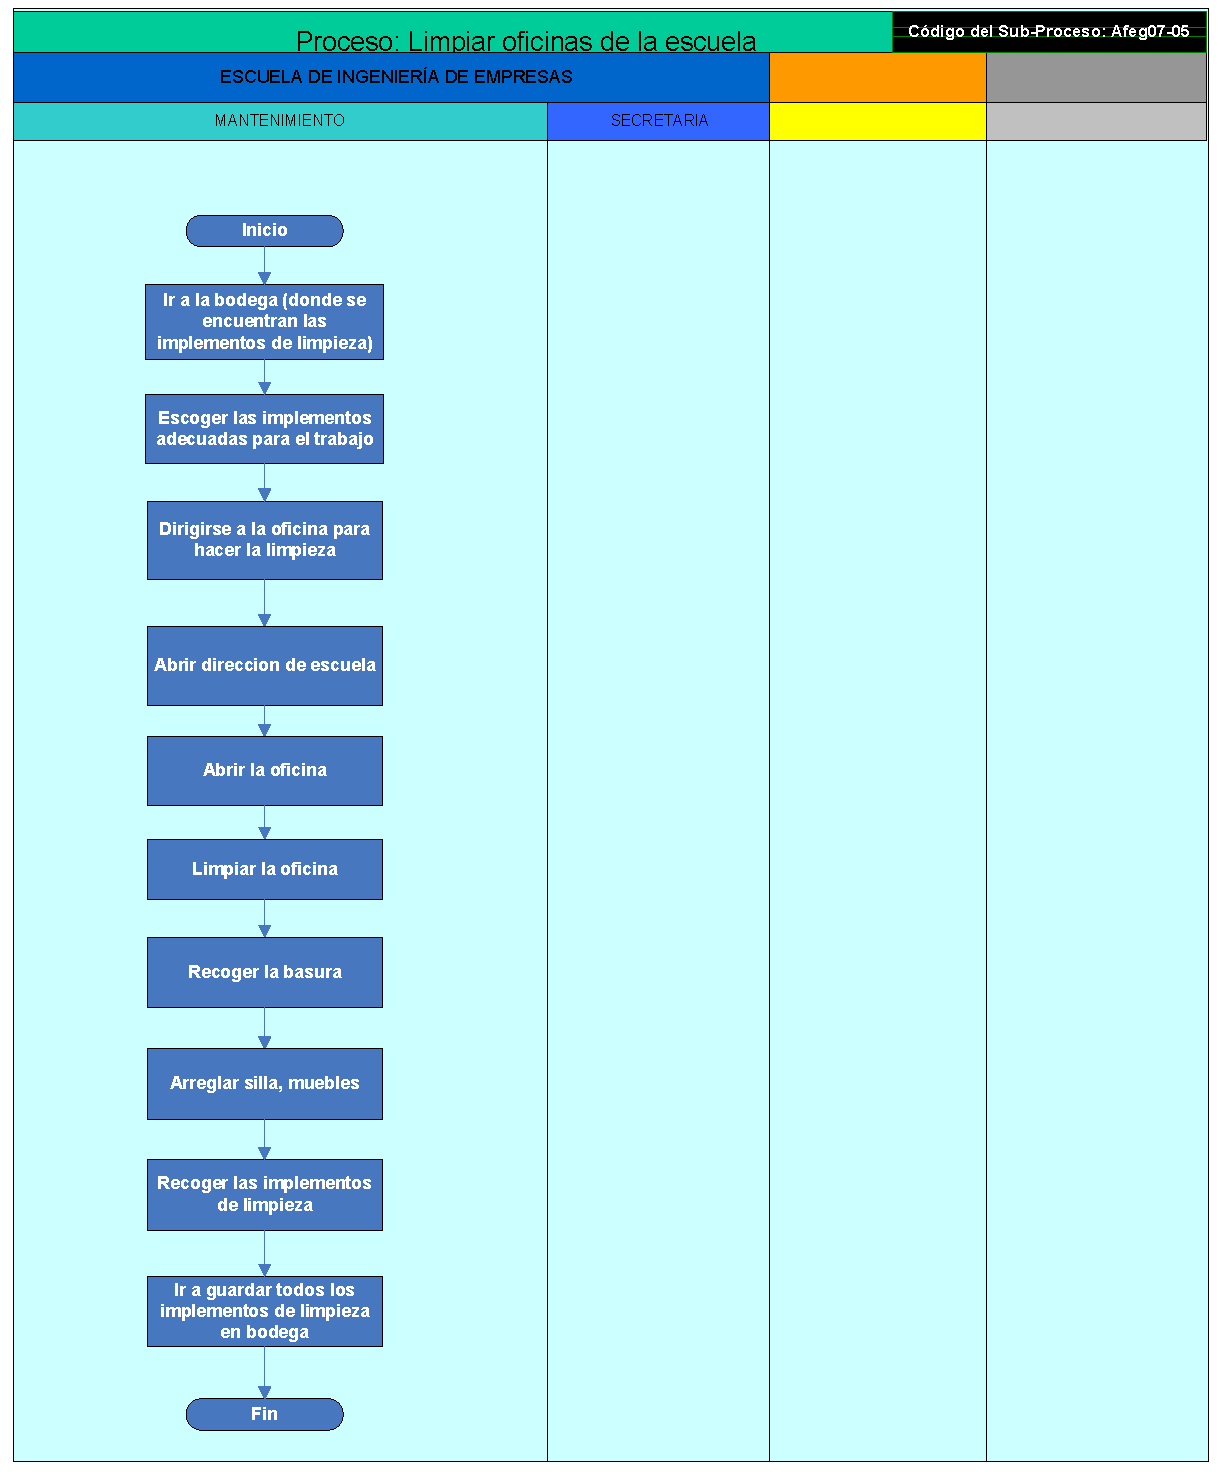 Proceso: Limpiar oficinas de la escuela
Código del Sub-Proceso: Afeg07-05
ESCUELA DE INGENIERÍA DE EMPRESAS
MANTENIMIENTO
SECRETARIA
Inicio
Ir a la bodega (donde se
encuentran las
implementos de limpieza)
Escoger las implementos
adecuadas para el trabajo
Dirigirse a la oficina para
hacer la limpieza
Abrir direccion de escuela
Abrir la oficina
Limpiar la oficina
Recoger la basura
Arreglar silla, muebles
Recoger las implementos
de limpieza
Ir a guardar todos los
implementos de limpieza
en bodega
Fin